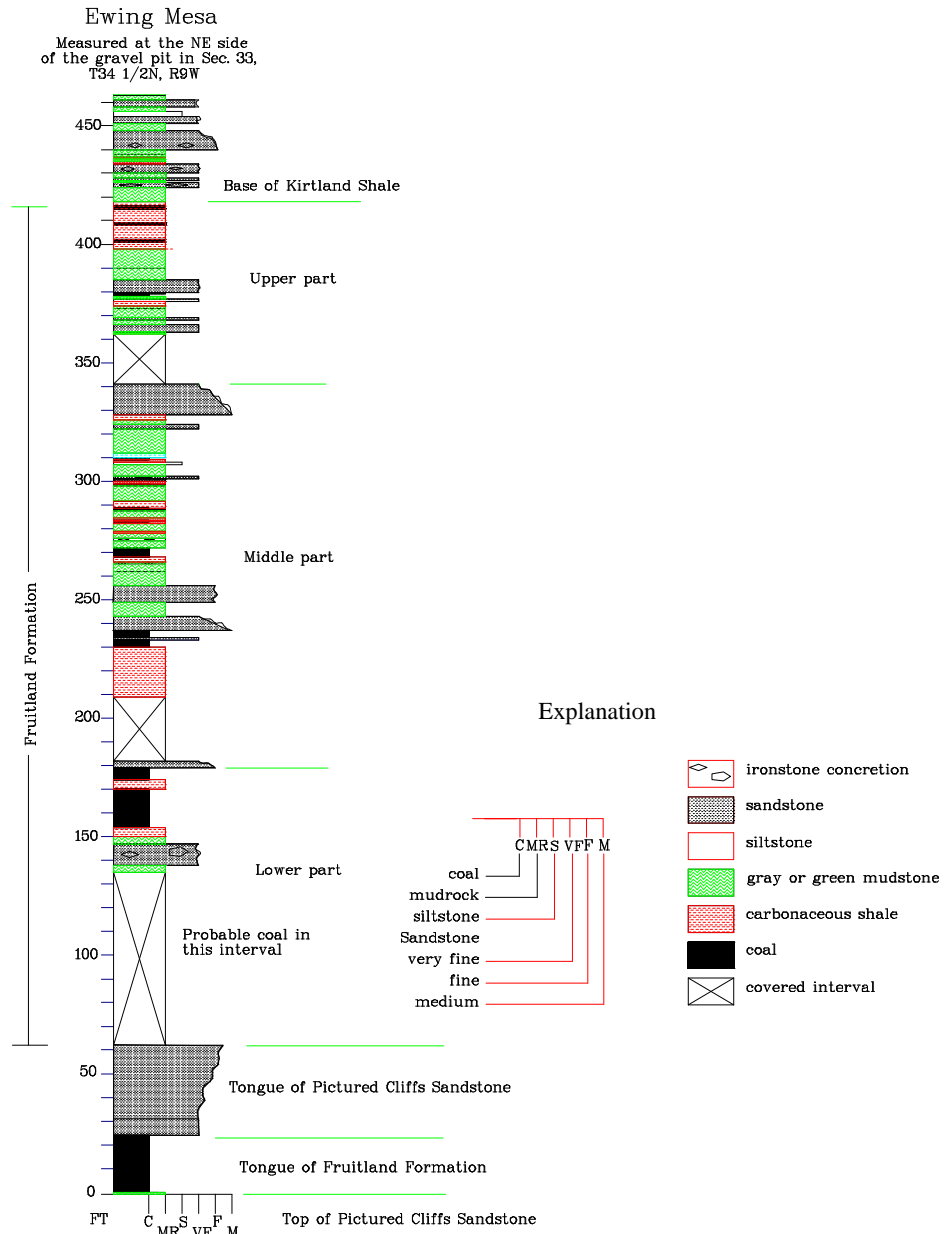 Ewing Mesa
Measured at the NE side
of the gravel pit in Sec. 33,
T34 1/2N, R9W
450
Base of Kirtland Shale
400
Upper part
350
300
Middle part
250
Fruitland Formation
200
Explanation
ironstone concretion
sandstone
siltstone
gray or green mudstone
carbonaceous shale
coal
covered interval
150
C MR S VF F M
coal
mudrock
siltstone
Sandstone
very fine
fine
medium
Lower part
Probable coal in
this interval
100
50
Tongue of Pictured Cliffs Sandstone
Tongue of Fruitland Formation
0
FT C MR S VF F M
Top of Pictured Cliffs Sandstone